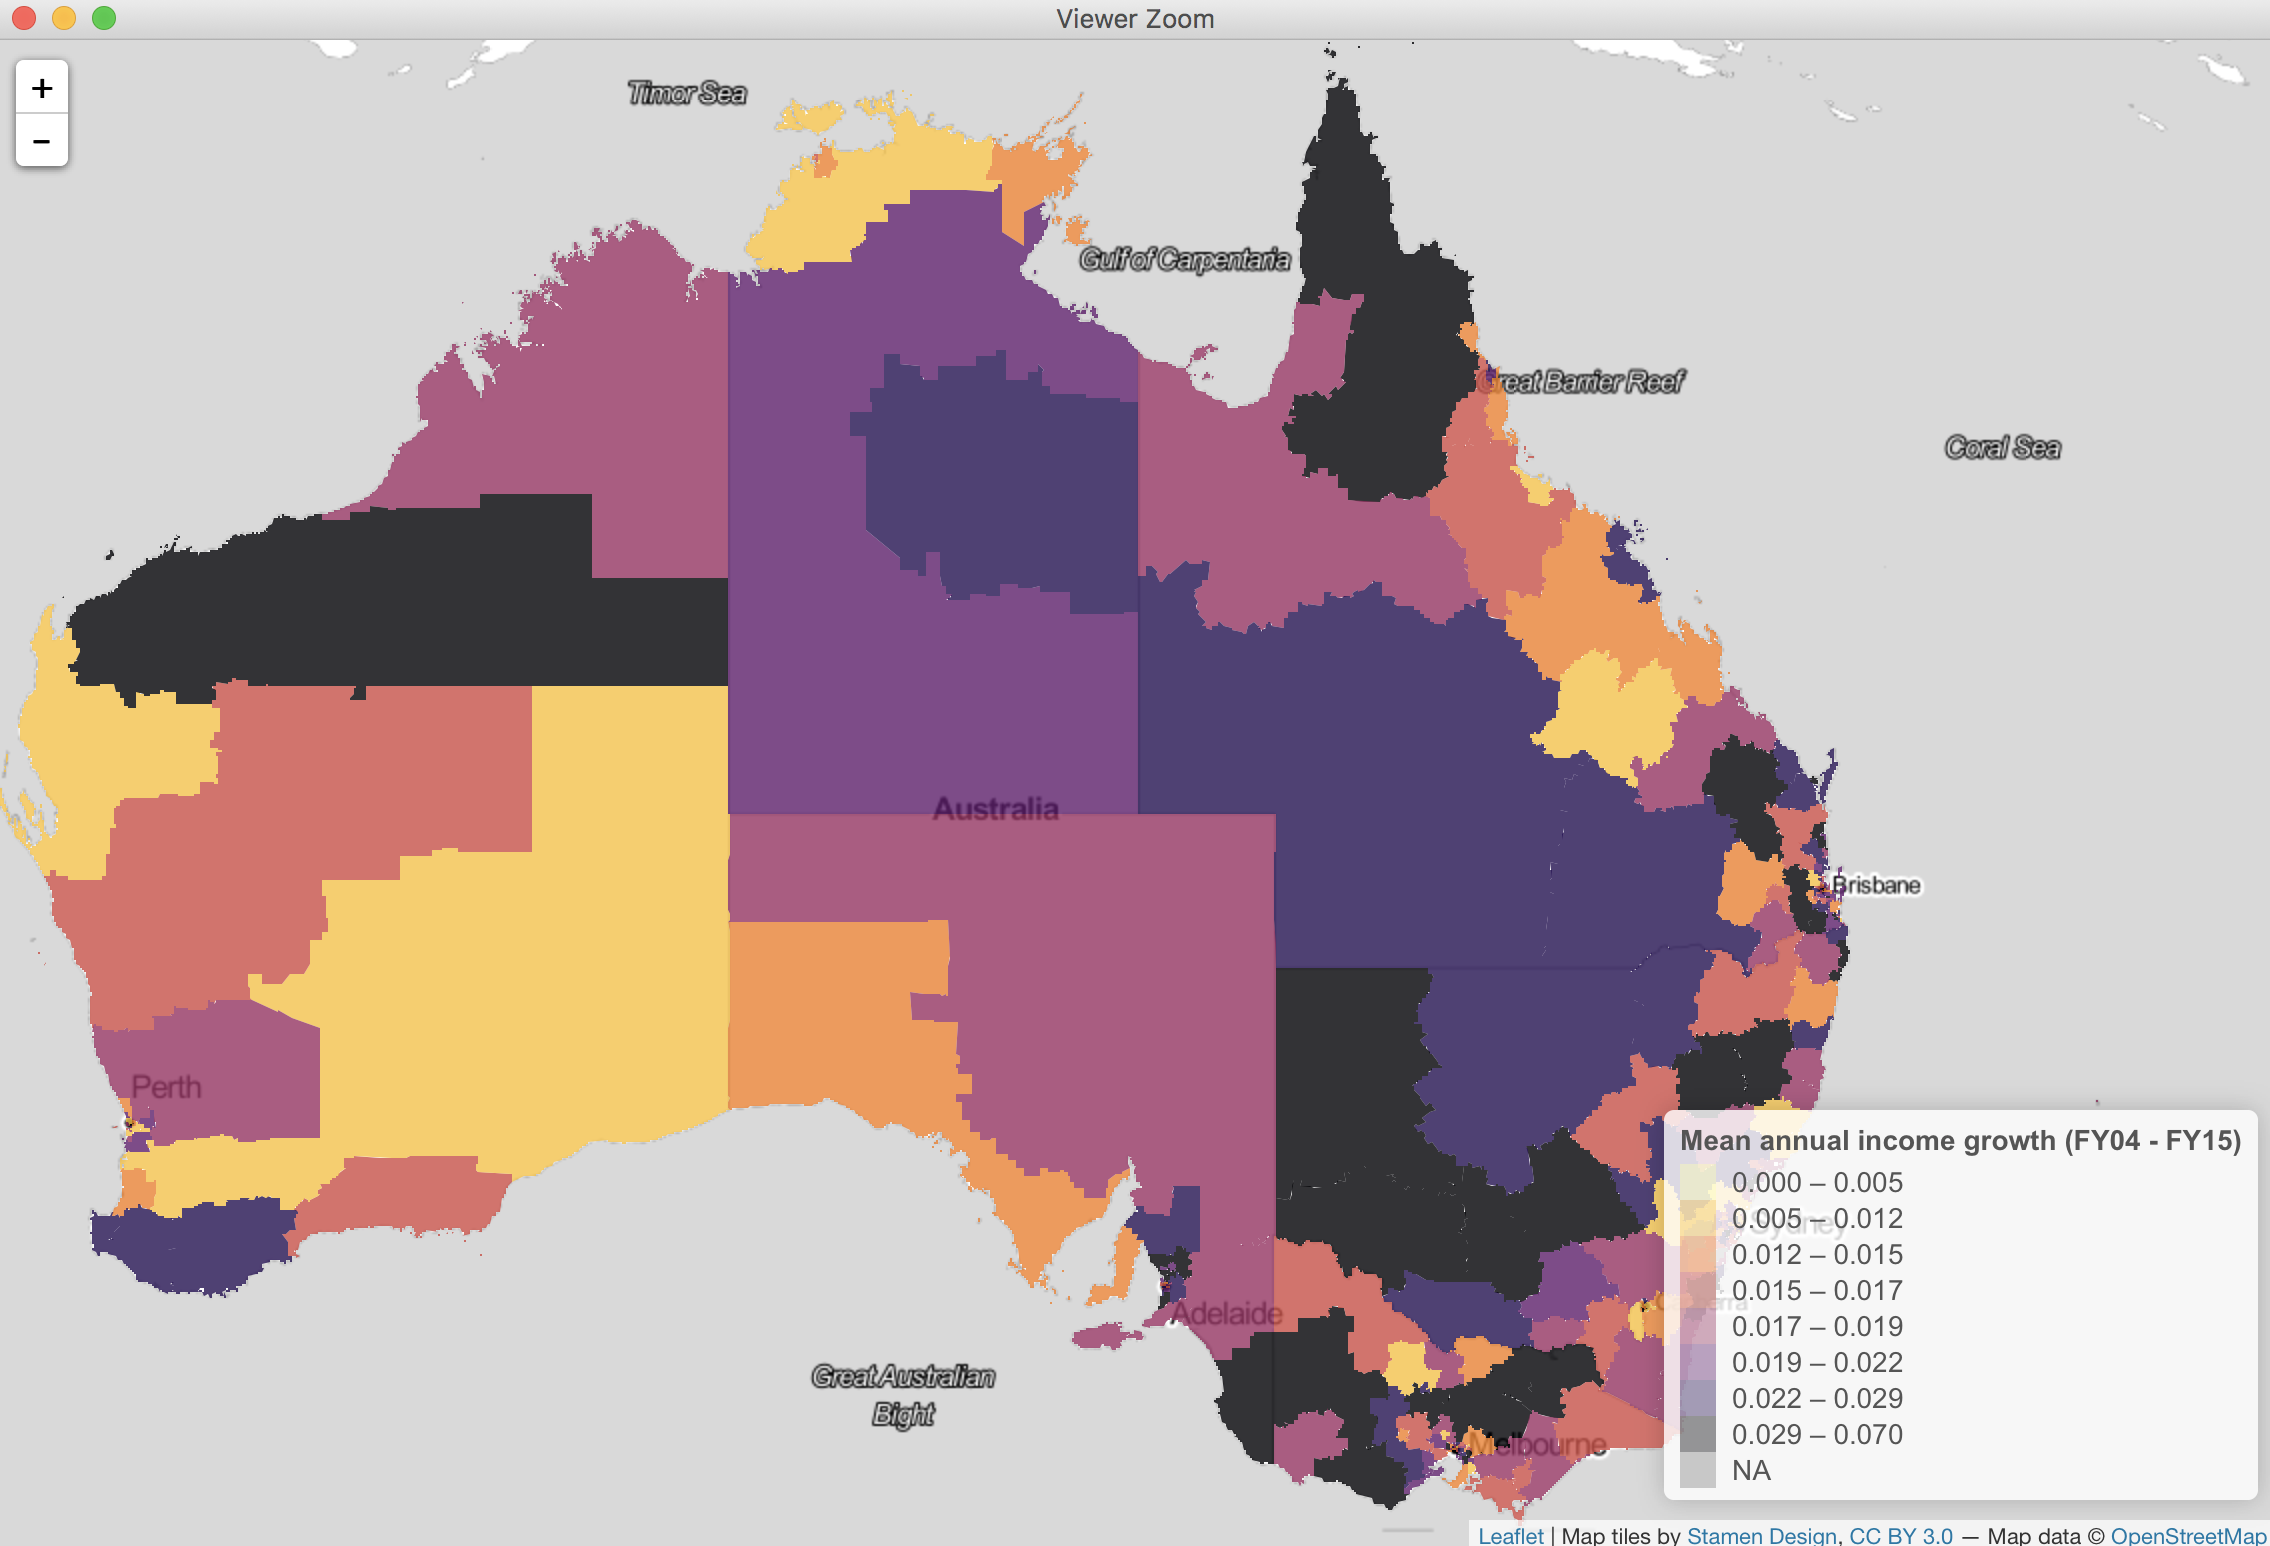 Viewer Zoom
+
−
Timor Sea
Gulf of Carpentaria
Great Barrier Reef
Coral Sea
Australia
Brisbane
Perth
Adelaide
Great Australian
Bight
Melbourne
Mean annual income growth (FY04 - FY15)
0.000 – 0.005
0.005 – 0.012
Sydney
0.012 – 0.015
0.015 – 0.017
0.017 – 0.019
0.019 – 0.022
0.022 – 0.029
0.029 – 0.070
NA
Leaflet | Map tiles by Stamen Design, CC BY 3.0 — Map data © OpenStreetMap